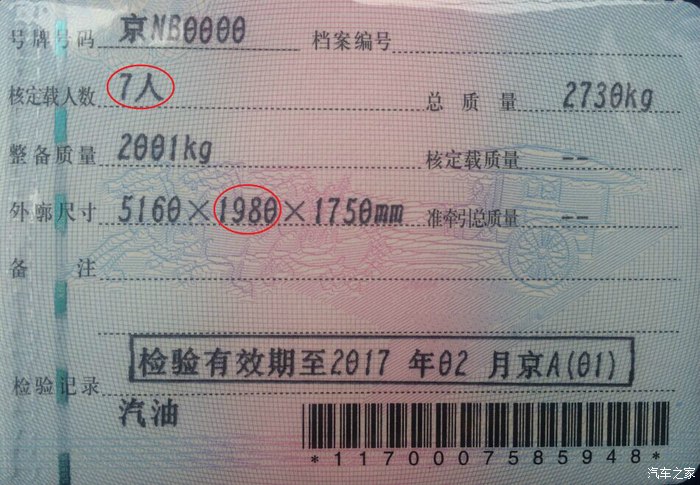 号牌号码 京NB0000 档案编号
核定载人数 7人 总质量 2730kg
整备质量 2001kg 核定载质量 --
外廓尺寸 5160×1980×1750mm 准牵引总质量 --
备注
检验有效期至2017 年02 月京A(01)
检验记录
汽油
*1170007585948*
汽车之家